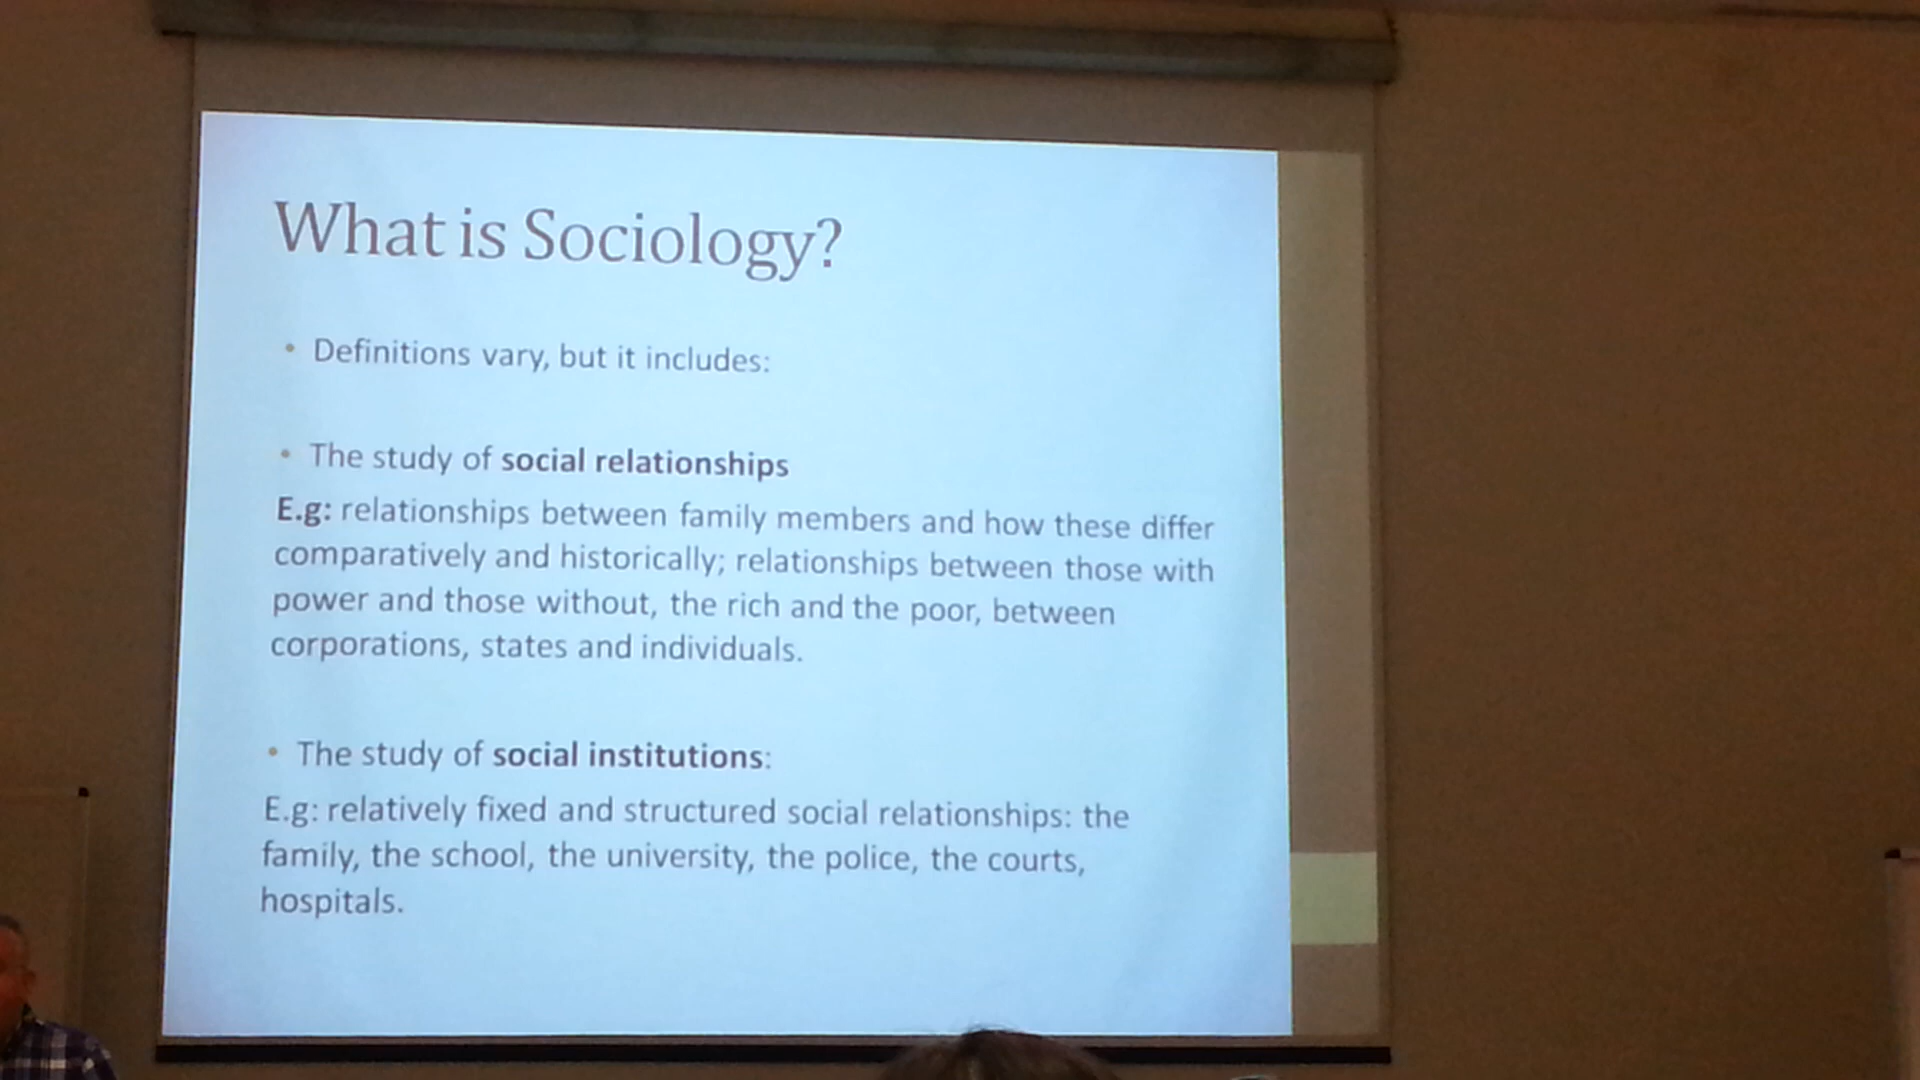 What is Sociology?
• Definitions vary, but it includes:
• The study of social relationships
E.g: relationships between family members and how these differ
comparatively and historically; relationships between those with
power and those without, the rich and the poor, between
corporations, states and individuals.
• The study of social institutions:
E.g: relatively fixed and structured social relationships: the
family, the school, the university, the police, the courts,
hospitals.